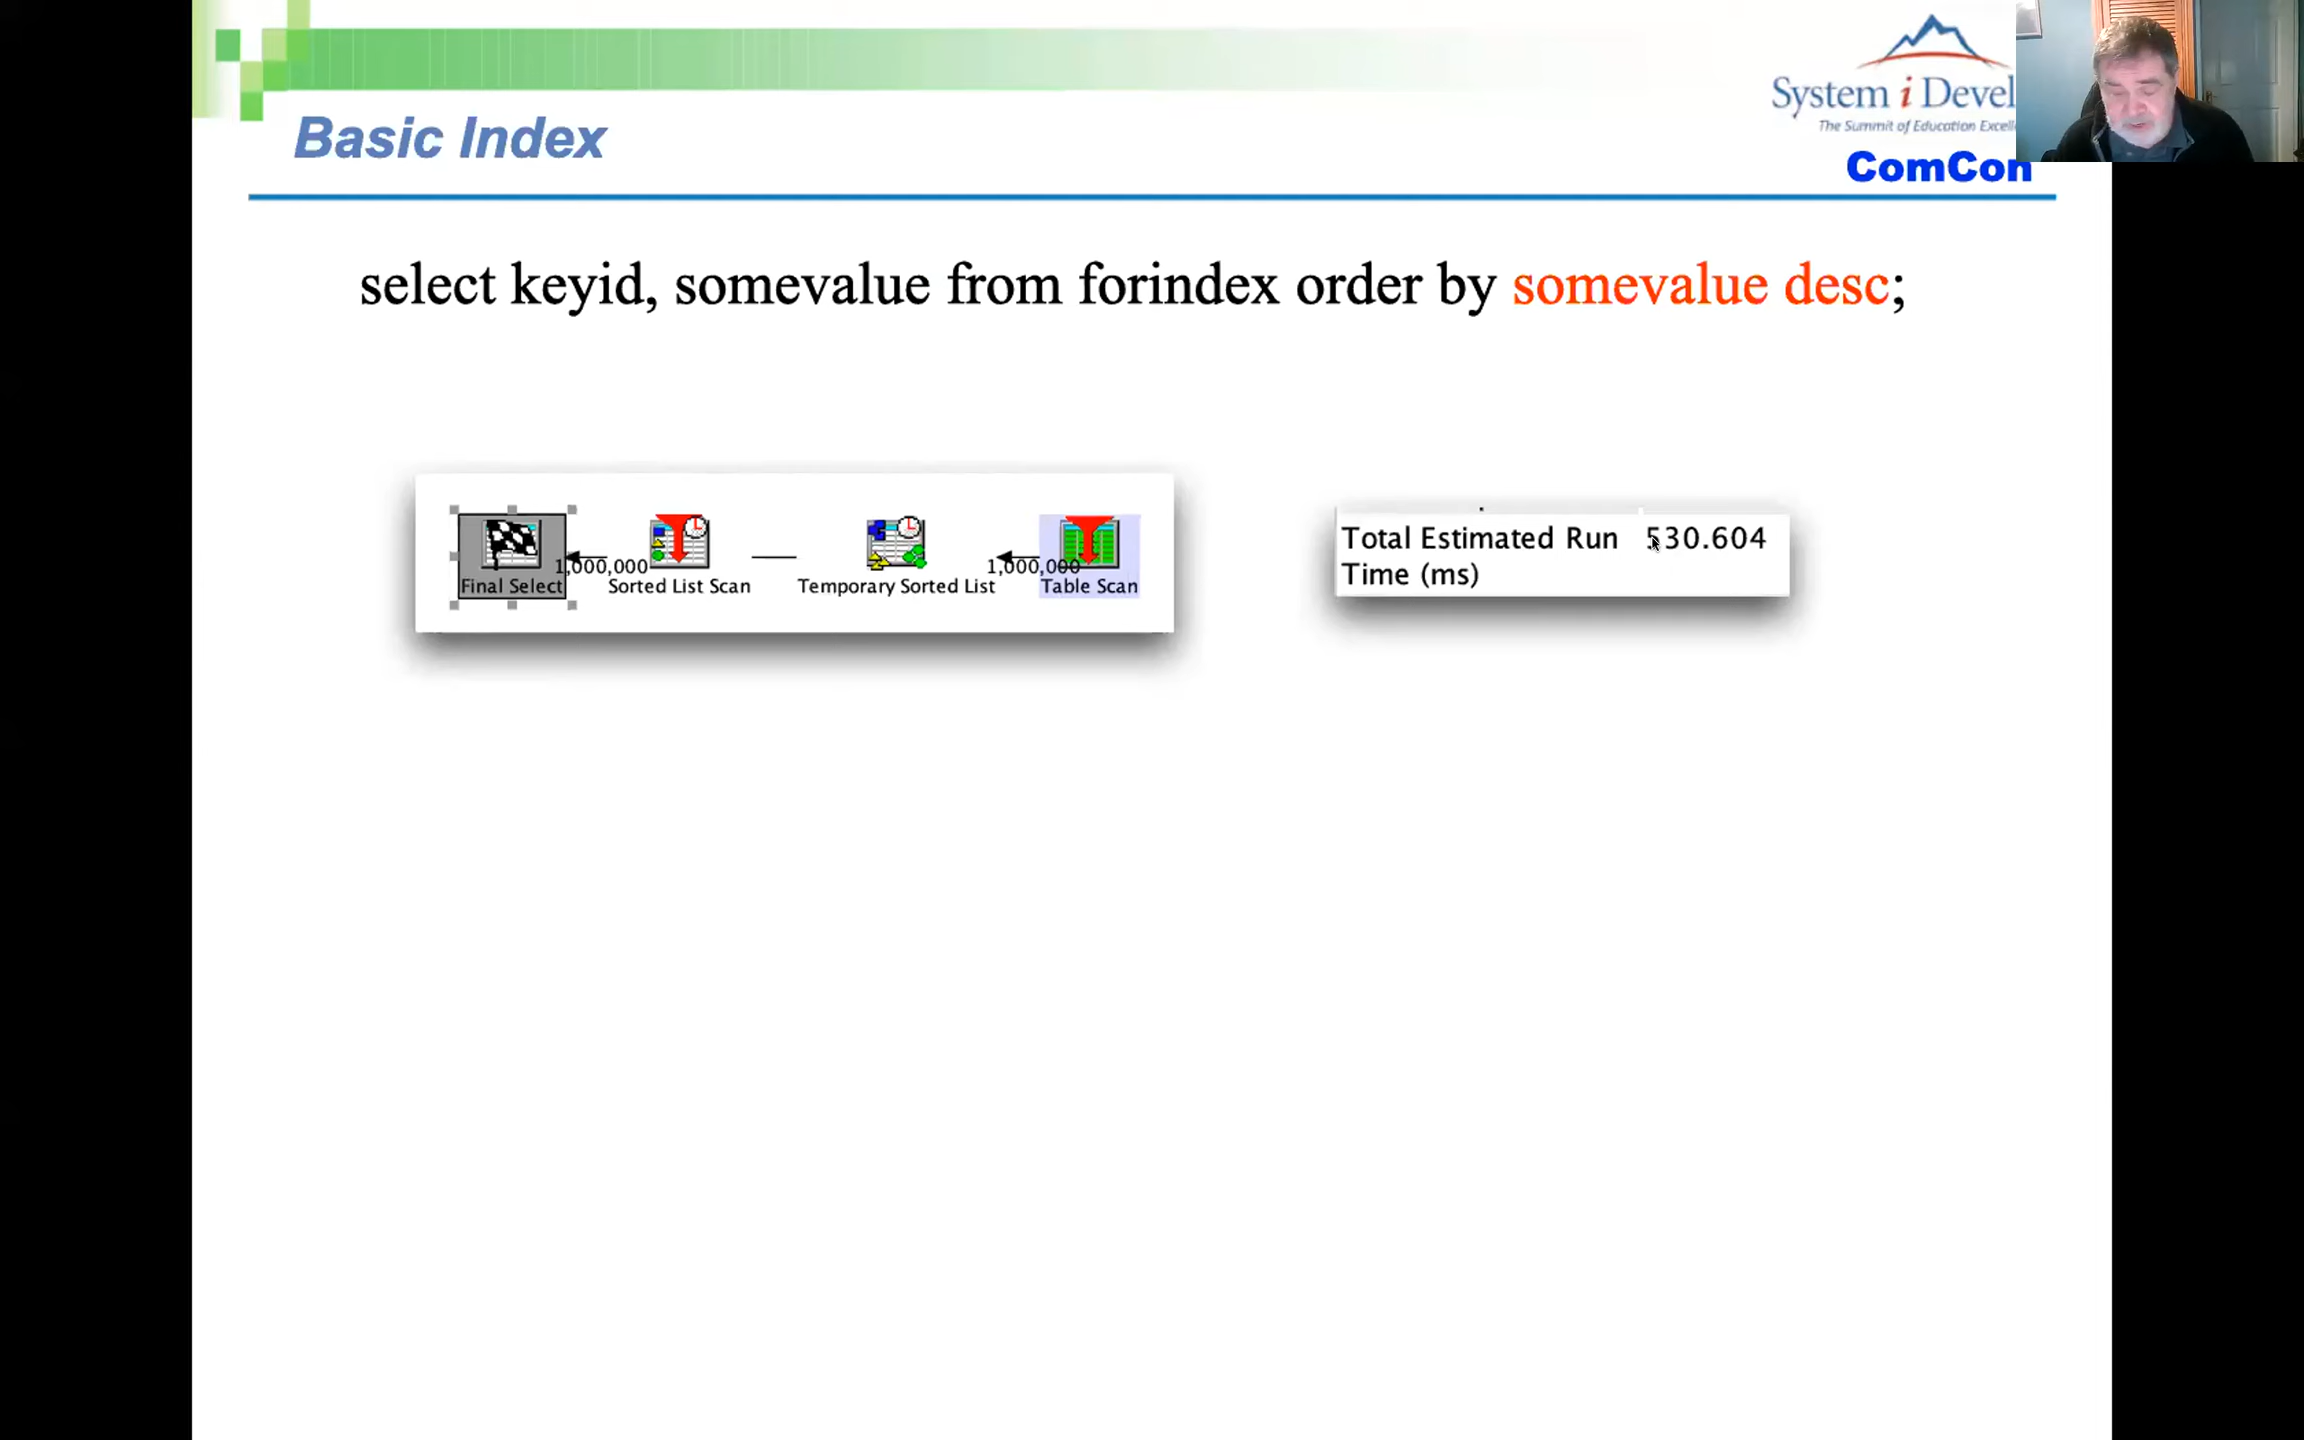 System i Devel
The Summit of Education Excell
ComCon
Basic Index
select keyid, somevalue from forindex order by somevalue desc;
1,000,000
1,000,000
Final Select
Sorted List Scan
Temporary Sorted List
Table Scan
Total Estimated Run 530.604
Time (ms)